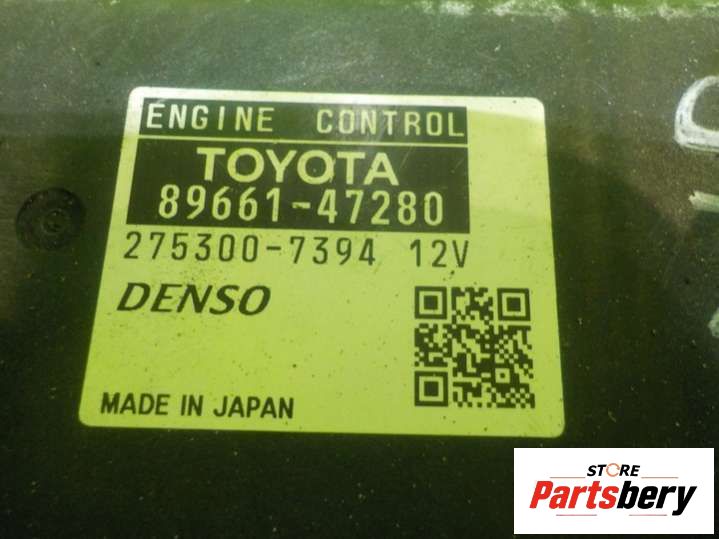 ENGINE CONTROL
TOYOTA
89661-47280
275300-7394 12V
DENSO
MADE IN JAPAN
STORE
Partsbery